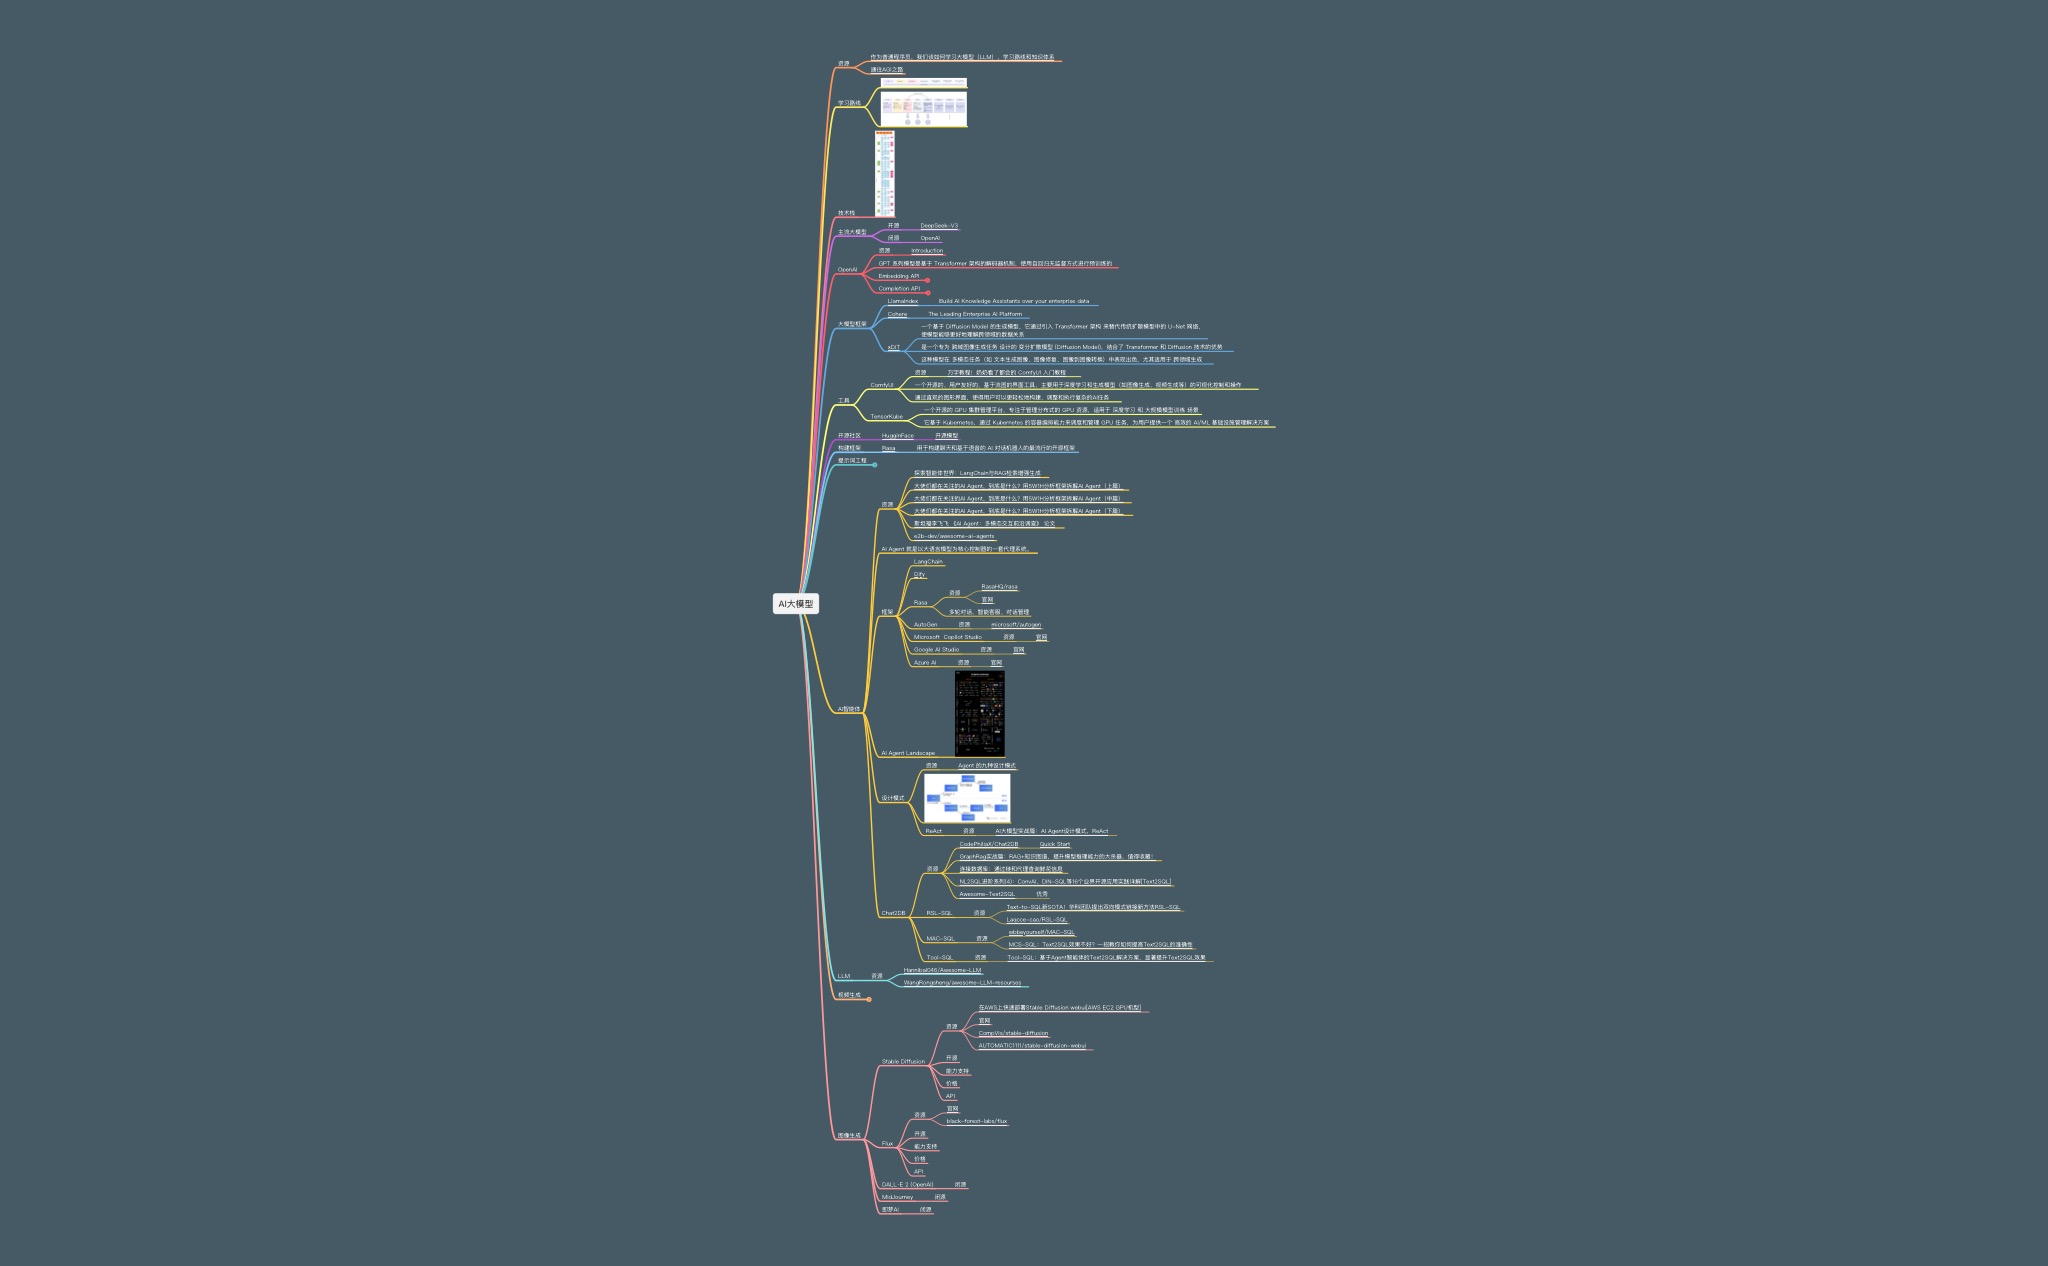 资源
作为普通程序员，我们该如何学习大模型（LLM），学习路线和知识体系
通往AGI之路
学习路线
技术栈
主流大模型
开源
DeepSeek-V3
闭源
OpenAI
OpenAI
资源
Introduction
GPT 系列模型是基于 Transformer 架构的解码器机制，使用自回归无监督方式进行预训练的
Embedding API
Completion API
大模型框架
LlamaIndex
Build AI Knowledge Assistants over your enterprise data
Cohere
The Leading Enterprise AI Platform
xDiT
一个基于 Diffusion Model 的生成模型，它通过引入 Transformer 架构 来替代传统扩散模型中的 U-Net 网络，
使模型能够更好地理解跨领域的数据关系
是一个专为 跨域图像生成任务 设计的 变分扩散模型 (Diffusion Model)，结合了 Transformer 和 Diffusion 技术的优势
这种模型在 多模态任务（如 文本生成图像、图像修复、图像到图像转换）中表现出色，尤其适用于 跨领域生成
工具
ComfyUI
资源
万字教程！奶奶看了都会的 ComfyUI 入门教程
一个开源的、用户友好的、基于流图的界面工具，主要用于深度学习和生成模型（如图像生成、视频生成等）的可视化控制和操作
通过直观的图形界面，使得用户可以更轻松地构建、调整和执行复杂的AI任务
TensorKube
一个开源的 GPU 集群管理平台，专注于管理分布式的 GPU 资源，适用于 深度学习 和 大规模模型训练 场景
它基于 Kubernetes，通过 Kubernetes 的容器编排能力来调度和管理 GPU 任务，为用户提供一个 高效的 AI/ML 基础设施管理解决方案
开源社区
HugginFace
开源模型
构建框架
Rasa
用于构建聊天和基于语音的 AI 对话机器人的最流行的开源框架
提示词工程
AI大模型
AI智能体
资源
探索智能体世界：LangChain与RAG检索增强生成
大佬们都在关注的AI Agent，到底是什么？用5W1H分析框架拆解AI Agent（上篇）
大佬们都在关注的AI Agent，到底是什么？用5W1H分析框架拆解AI Agent（中篇）
大佬们都在关注的AI Agent，到底是什么？用5W1H分析框架拆解AI Agent（下篇）
斯坦福李飞飞 《AI Agent：多模态交互前沿调查》 论文
e2b-dev/awesome-ai-agents
AI Agent 就是以大语言模型为核心控制器的一套代理系统。
框架
LangChain
Dify
Rasa
资源
RasaHQ/rasa
官网
多轮对话、智能客服、对话管理
AutoGen
资源
microsoft/autogen
Microsoft Copilot Studio
资源
官网
Google AI Studio
资源
官网
Azure AI
资源
官网
AI Agent Landscape
设计模式
资源
Agent 的九种设计模式
ReAct
资源
AI大模型实战篇：AI Agent设计模式，ReAct
Chat2DB
资源
CodePhiliaX/Chat2DB
Quick Start
GraphRag实战篇：RAG+知识图谱，提升模型推理能力的大杀器，值得收藏！
连接数据库：通过链和代理查询鲜花信息
NL2SQL进阶系列(4)：ConvAI、DIN-SQL等16个业界开源应用实践详解[Text2SQL]
Awesome-Text2SQL
优秀
RSL-SQL
资源
Text-to-SQL新SOTA！华科团队提出双向模式链接新方法RSL-SQL
Laqcce-cao/RSL-SQL
MAC-SQL
资源
wbbeyourself/MAC-SQL
MCS-SQL：Text2SQL效果不好？一招教你如何提高Text2SQL的准确性
Tool-SQL
资源
Tool-SQL：基于Agent智能体的Text2SQL解决方案，显著提升Text2SQL效果
LLM
资源
Hannibal046/Awesome-LLM
WangRongsheng/awesome-LLM-resourses
视频生成
图像生成
Stable Diffusion
资源
在AWS上快速部署Stable Diffusion webui[AWS EC2 GPU机型]
官网
CompVis/stable-diffusion
AUTOMATIC1111/stable-diffusion-webui
开源
能力支持
价格
API
Flux
资源
官网
black-forest-labs/flux
开源
能力支持
价格
API
DALL·E 2 (OpenAI)
闭源
MidJourney
闭源
即梦AI
闭源